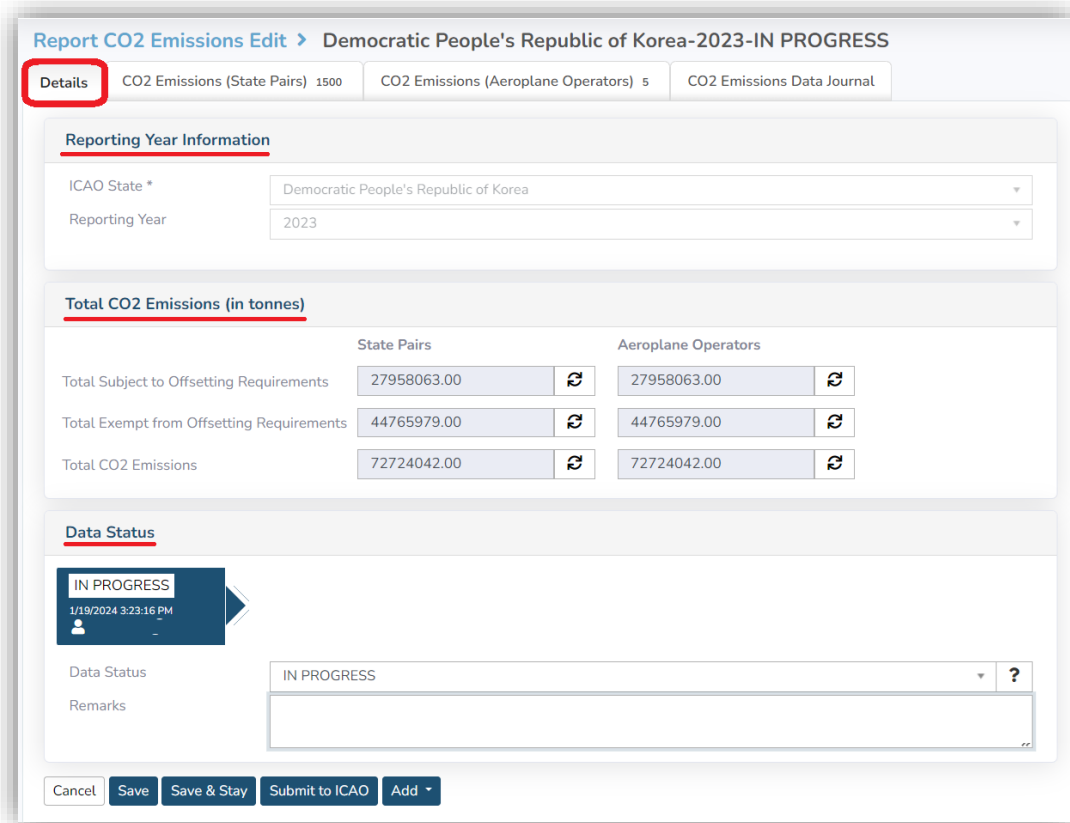 Report CO2 Emissions Edit > Democratic People's Republic of Korea-2023-IN PROGRESS
Details CO2 Emissions (State Pairs) 1500 CO2 Emissions (Aeroplane Operators) 5 CO2 Emissions Data Journal
Reporting Year Information
ICAO State * Democratic People's Republic of Korea
Reporting Year 2023
Total CO2 Emissions (in tonnes)
State Pairs Aeroplane Operators
Total Subject to Offsetting Requirements 27958063.00 27958063.00
Total Exempt from Offsetting Requirements 44765979.00 44765979.00
Total CO2 Emissions 72724042.00 72724042.00
Data Status
IN PROGRESS
1/19/2024 3:23:16 PM
Data Status IN PROGRESS ?
Remarks
Cancel Save Save & Stay Submit to ICAO Add